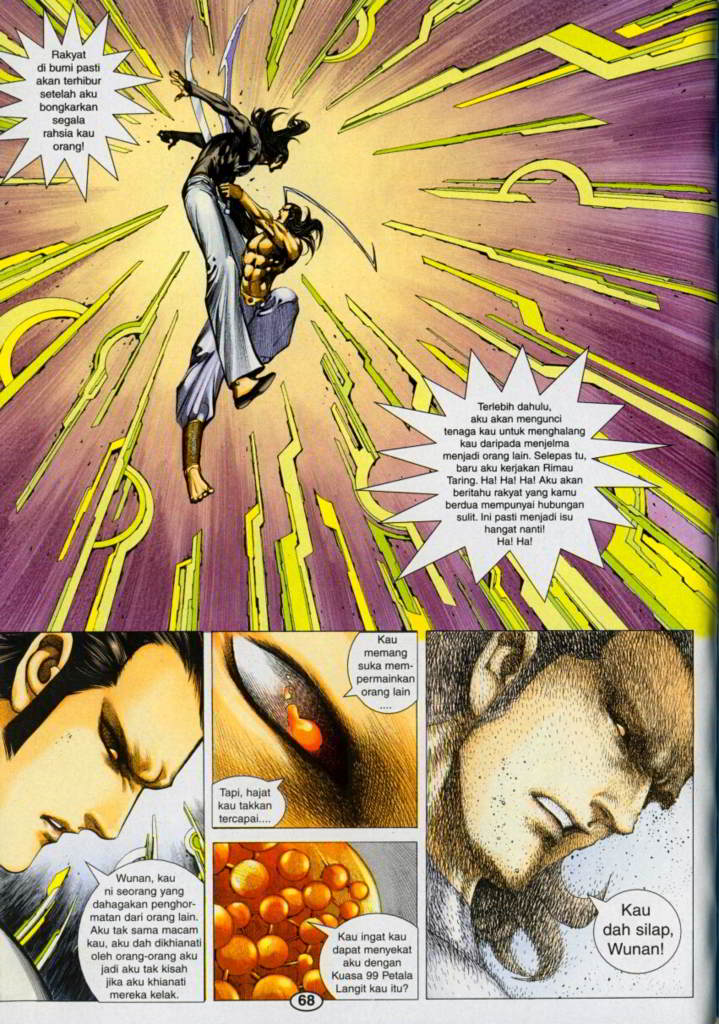 Rakyat
di bumi pasti
akan terhibur
setelah aku
bongkarkan
segala
rahsia kau
orang!
Terlebih dahulu,
aku akan mengunci
tenaga kau untuk menghalang
kau daripada menjelma
menjadi orang lain. Selepas tu,
baru aku kerjakan Rimau
Taring. Ha! Ha! Ha! Aku akan
beritahu rakyat yang kamu
berdua mempunyai hubungan
sulit. Ini pasti menjadi isu
hangat nanti!
Ha! Ha!
Wunan, kau
ni seorang yang
dahagakan penghor-
matan dari orang lain.
Aku tak sama macam
kau, aku dah dikhianati
oleh orang-orang aku
jadi aku tak kisah
jika aku khianati
mereka kelak.
Kau
memang
suka mem-
permainkan
orang lain
....
Tapi, hajat
kau takkan
tercapai....
Kau ingat kau
dapat menyekat
aku dengan
Kuasa 99 Petala
Langit kau itu?
Kau
dah silap,
Wunan!
68